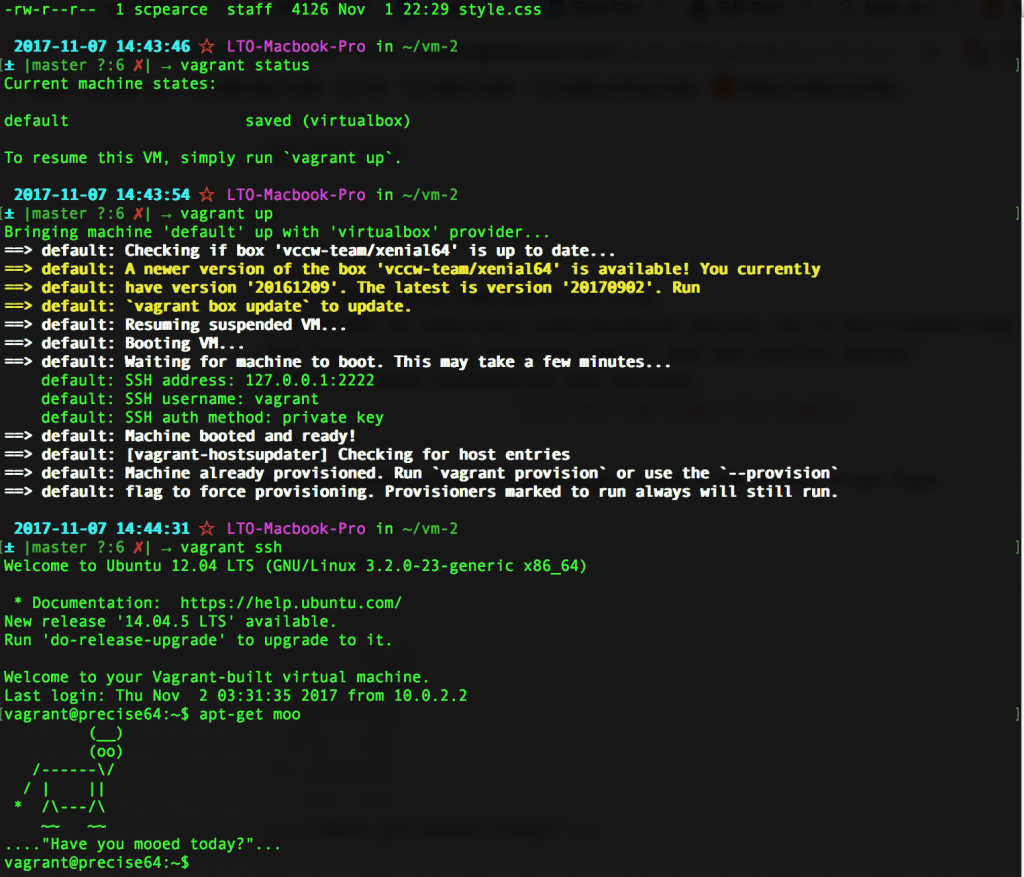 -rw-r--r--  1 scpearce  staff  4126 Nov  1 22:29 style.css

 2017-11-07 14:43:46 ☆ LTO-Macbook-Pro in ~/vm-2
[± |master ?:6 ✗| → vagrant status ]
Current machine states:

default                   saved (virtualbox)

To resume this VM, simply run `vagrant up`.

 2017-11-07 14:43:54 ☆ LTO-Macbook-Pro in ~/vm-2
[± |master ?:6 ✗| → vagrant up ]
Bringing machine 'default' up with 'virtualbox' provider...
==> default: Checking if box 'vccw-team/xenial64' is up to date...
==> default: A newer version of the box 'vccw-team/xenial64' is available! You currently
==> default: have version '20161209'. The latest is version '20170902'. Run
==> default: `vagrant box update` to update.
==> default: Resuming suspended VM...
==> default: Booting VM...
==> default: Waiting for machine to boot. This may take a few minutes...
    default: SSH address: 127.0.0.1:2222
    default: SSH username: vagrant
    default: SSH auth method: private key
==> default: Machine booted and ready!
==> default: [vagrant-hostsupdater] Checking for host entries
==> default: Machine already provisioned. Run `vagrant provision` or use the `--provision`
==> default: flag to force provisioning. Provisioners marked to run always will still run.

 2017-11-07 14:44:31 ☆ LTO-Macbook-Pro in ~/vm-2
[± |master ?:6 ✗| → vagrant ssh ]
Welcome to Ubuntu 12.04 LTS (GNU/Linux 3.2.0-23-generic x86_64)

 * Documentation:  https://help.ubuntu.com/
New release '14.04.5 LTS' available.
Run 'do-release-upgrade' to upgrade to it.

Welcome to your Vagrant-built virtual machine.
Last login: Thu Nov  2 03:31:35 2017 from 10.0.2.2
[vagrant@precise64:~$ apt-get moo ]
         (__)
         (oo)
   /------\/
  / |    ||
 *  /\---/\
    ~~   ~~
...."Have you mooed today?"...
vagrant@precise64:~$